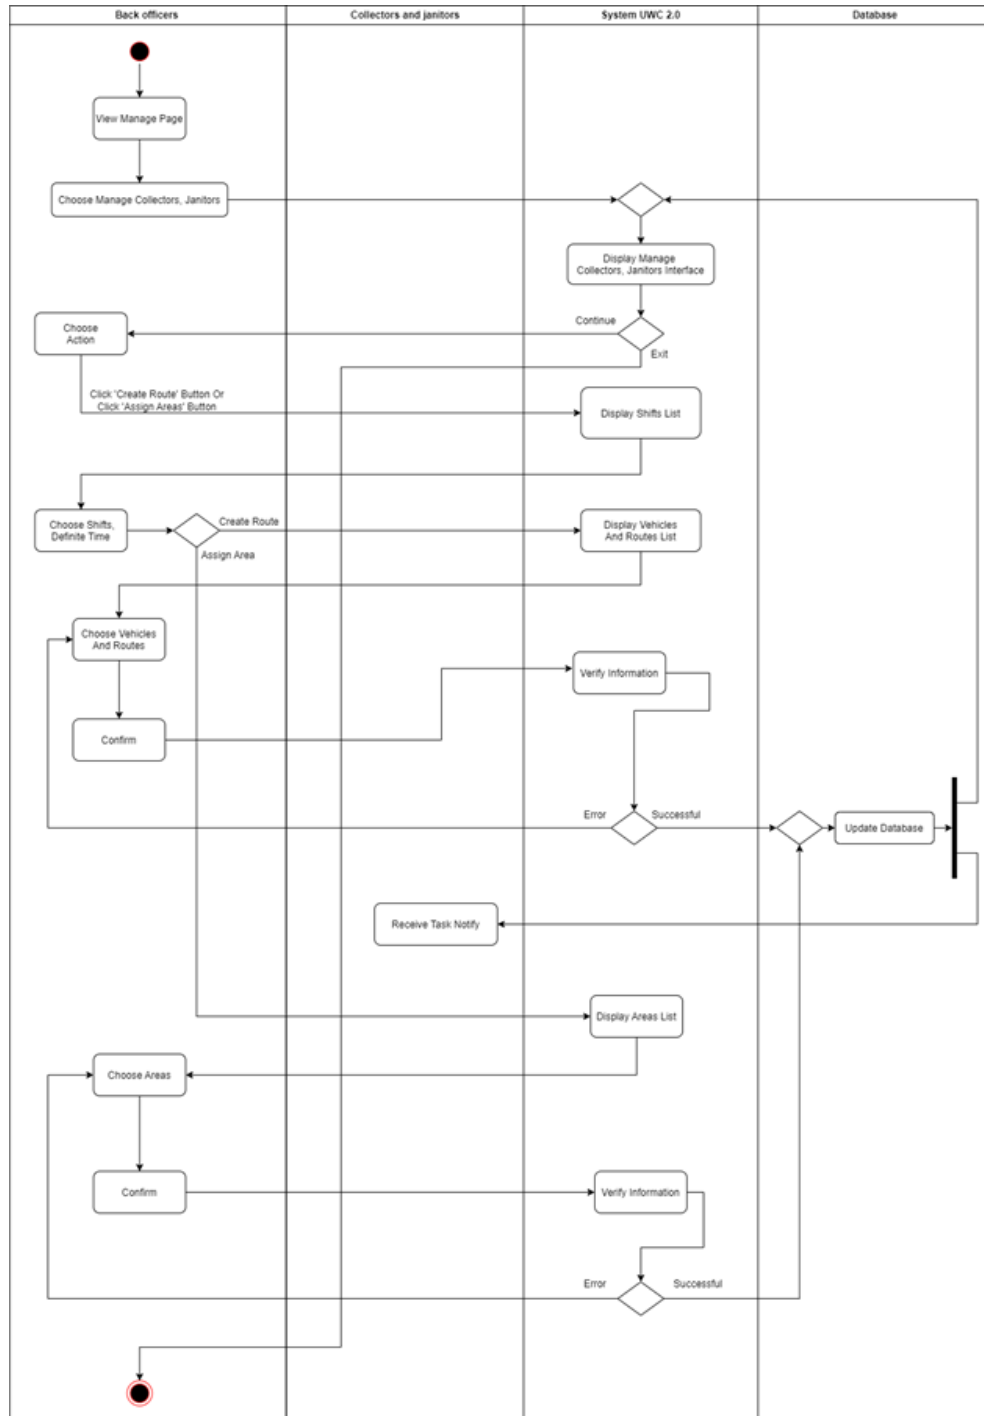 Back officers
Collectors and janitors
System UWC 2.0
Database
View Manage Page
Choose Manage Collectors, Janitors
Display Manage
Collectors, Janitors Interface
Continue
Choose
Action
Exit
Click 'Create Route' Button Or
Click 'Assign Areas' Button
Display Shifts List
Choose Shifts,
Definite Time
Create Route
Display Vehicles
And Routes List
Assign Area
Choose Vehicles
And Routes
Verify Information
Confirm
Error
Successful
Update Database
Receive Task Notify
Display Areas List
Choose Areas
Confirm
Verify Information
Error
Successful